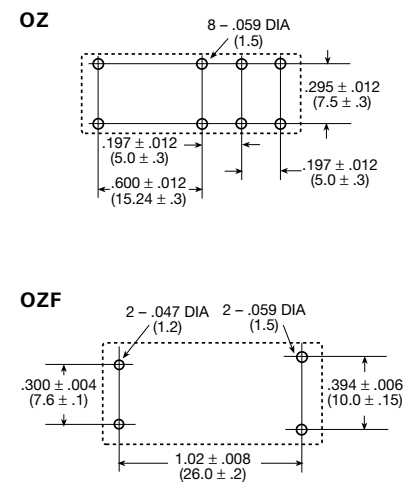 OZ
8 – .059 DIA
(1.5)
.295 ± .012
(7.5 ± .3)
.197 ± .012
(5.0 ± .3)
.197 ± .012
(5.0 ± .3)
.600 ± .012
(15.24 ± .3)
OZF
2 – .047 DIA
(1.2)
2 – .059 DIA
(1.5)
.300 ± .004
(7.6 ± .1)
.394 ± .006
(10.0 ± .15)
1.02 ± .008
(26.0 ± .2)